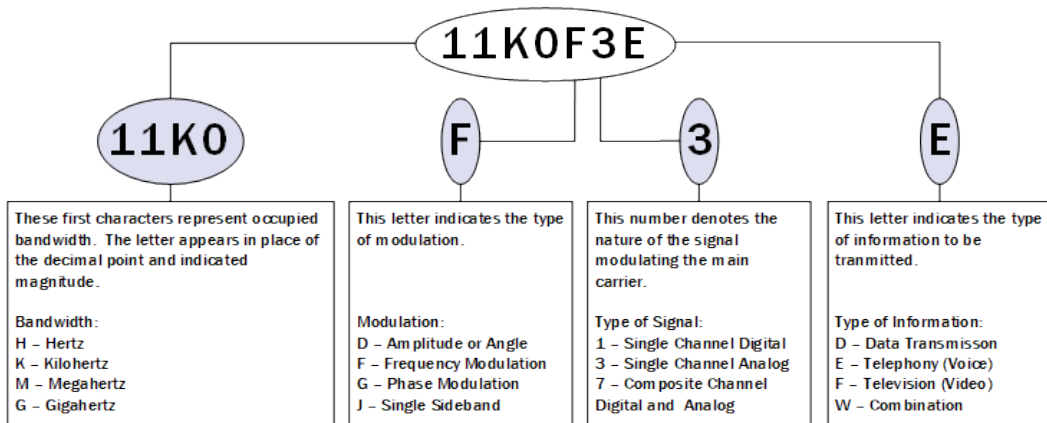 11K0F3E
11K0
F
3
E
These first characters represent occupied
bandwidth. The letter appears in place of
the decimal point and indicated
magnitude.
Bandwidth:
H – Hertz
K – Kilohertz
M – Megahertz
G – Gigahertz
This letter indicates the type
of modulation.
Modulation:
D – Amplitude or Angle
F – Frequency Modulation
G – Phase Modulation
J – Single Sideband
This number denotes the
nature of the signal
modulating the main
carrier.
Type of Signal:
1 – Single Channel Digital
3 – Single Channel Analog
7 – Composite Channel
Digital and Analog
This letter indicates the type
of information to be
tranmitted.
Type of Information:
D – Data Transmisson
E – Telephony (Voice)
F – Television (Video)
W – Combination